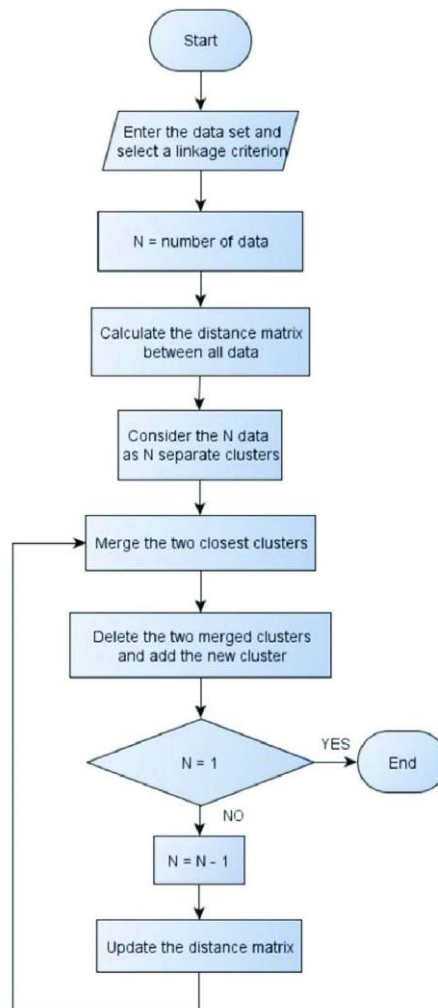 Start
Enter the data set and
select a linkage criterion
N = number of data
Calculate the distance matrix
between all data
Consider the N data
as N separate clusters
Merge the two closest clusters
Delete the two merged clusters
and add the new cluster
N = 1
YES
End
NO
N = N - 1
Update the distance matrix